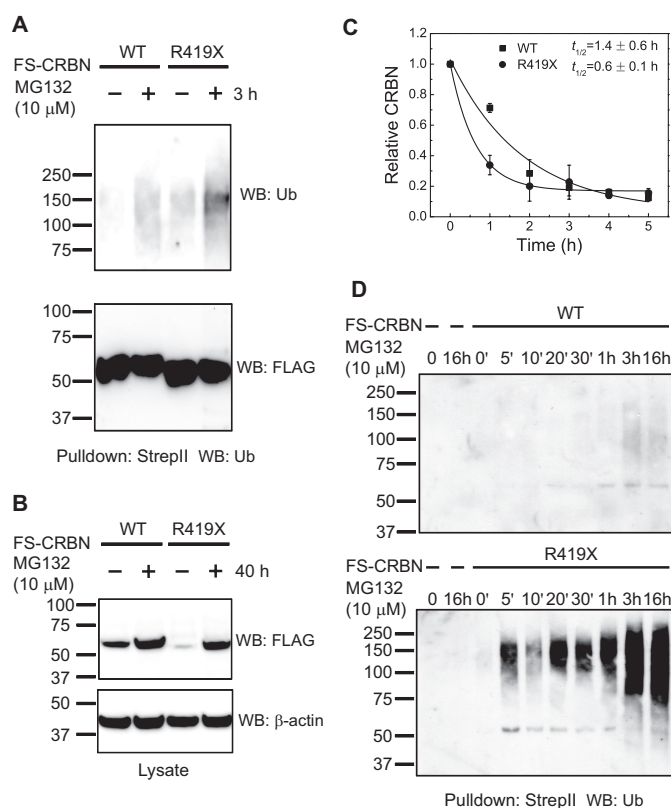 A
WT R419X
FS-CRBN
MG132 (10 μM) – + – + 3 h
250
150
100
75
WB: Ub
100
75
50
37
WB: FLAG
Pulldown: StrepII WB: Ub
B
WT R419X
FS-CRBN
MG132 (10 μM) – + – + 40 h
100
75
50
37
WB: FLAG
50
37
WB: β-actin
Lysate
C
Relative CRBN
1.2
1.0
0.8
0.6
0.4
0.2
0.0
0 1 2 3 4 5 6
Time (h)
WT t1/2=1.4 ± 0.6 h
R419X t1/2=0.6 ± 0.1 h
D
WT
FS-CRBN – –
MG132 (10 μM) 0 16h 0' 5' 10' 20' 30' 1h 3h 16h
250
150
100
75
50
37
R419X
FS-CRBN – –
MG132 (10 μM) 0 16h 0' 5' 10' 20' 30' 1h 3h 16h
250
150
100
75
50
37
Pulldown: StrepII WB: Ub